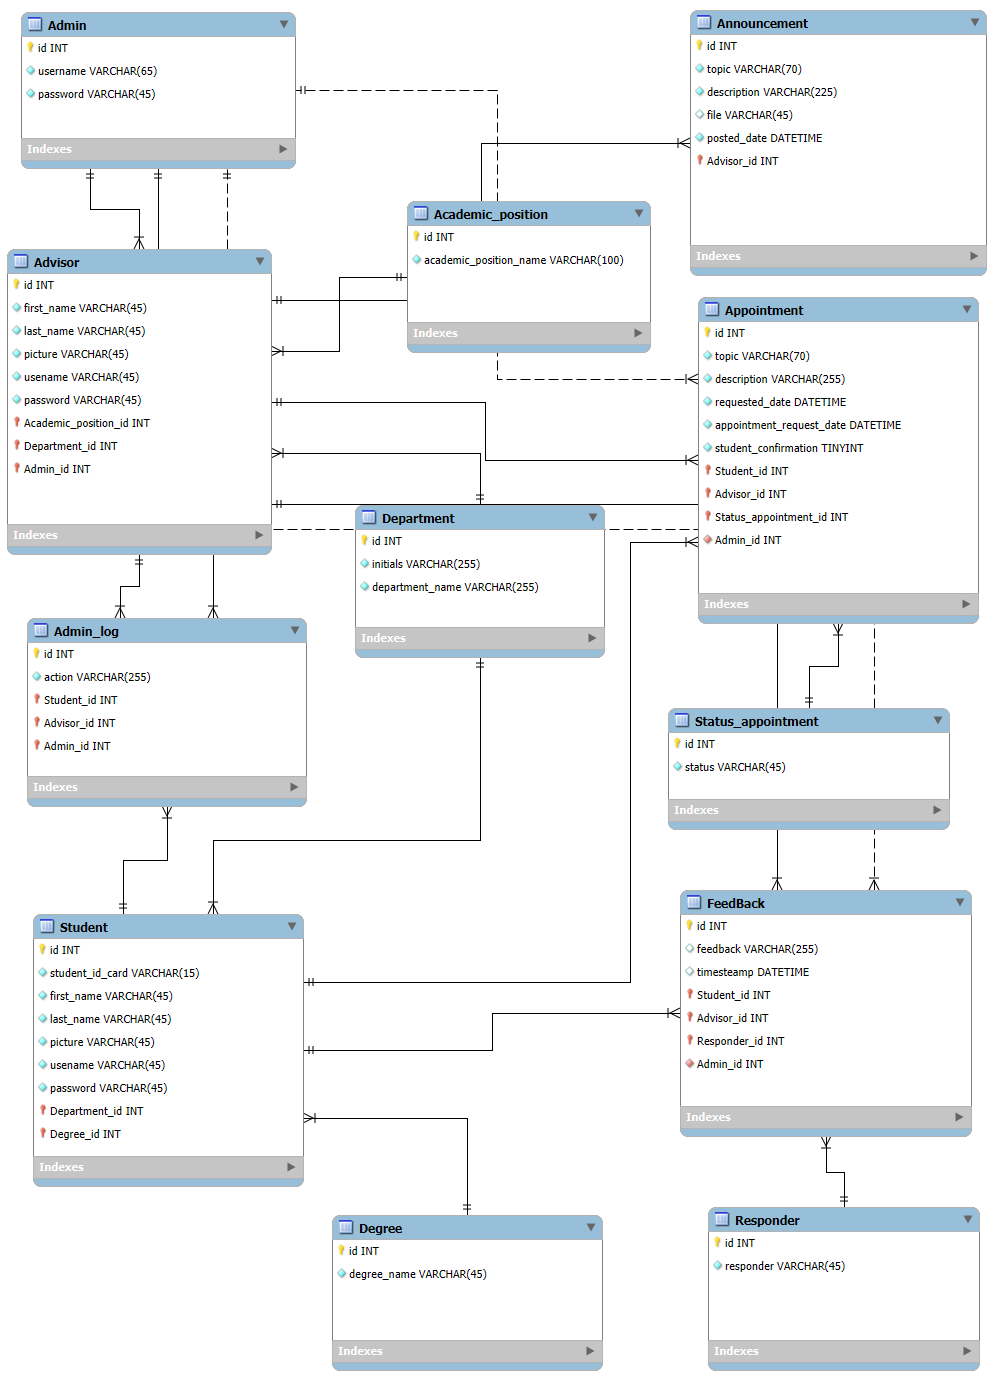 Admin
id INT
username VARCHAR(65)
password VARCHAR(45)
Indexes
Announcement
id INT
topic VARCHAR(70)
description VARCHAR(225)
file VARCHAR(45)
posted_date DATETIME
Advisor_id INT
Indexes
Academic_position
id INT
academic_position_name VARCHAR(100)
Indexes
Advisor
id INT
first_name VARCHAR(45)
last_name VARCHAR(45)
picture VARCHAR(45)
usename VARCHAR(45)
password VARCHAR(45)
Academic_position_id INT
Department_id INT
Admin_id INT
Indexes
Appointment
id INT
topic VARCHAR(70)
description VARCHAR(255)
requested_date DATETIME
appointment_request_date DATETIME
student_confirmation TINYINT
Student_id INT
Advisor_id INT
Status_appointment_id INT
Admin_id INT
Indexes
Department
id INT
initials VARCHAR(255)
department_name VARCHAR(255)
Indexes
Admin_log
id INT
action VARCHAR(255)
Student_id INT
Advisor_id INT
Admin_id INT
Indexes
Status_appointment
id INT
status VARCHAR(45)
Indexes
Student
id INT
student_id_card VARCHAR(15)
first_name VARCHAR(45)
last_name VARCHAR(45)
picture VARCHAR(45)
usename VARCHAR(45)
password VARCHAR(45)
Department_id INT
Degree_id INT
Indexes
FeedBack
id INT
feedback VARCHAR(255)
timesteamp DATETIME
Student_id INT
Advisor_id INT
Responder_id INT
Admin_id INT
Indexes
Degree
id INT
degree_name VARCHAR(45)
Indexes
Responder
id INT
responder VARCHAR(45)
Indexes